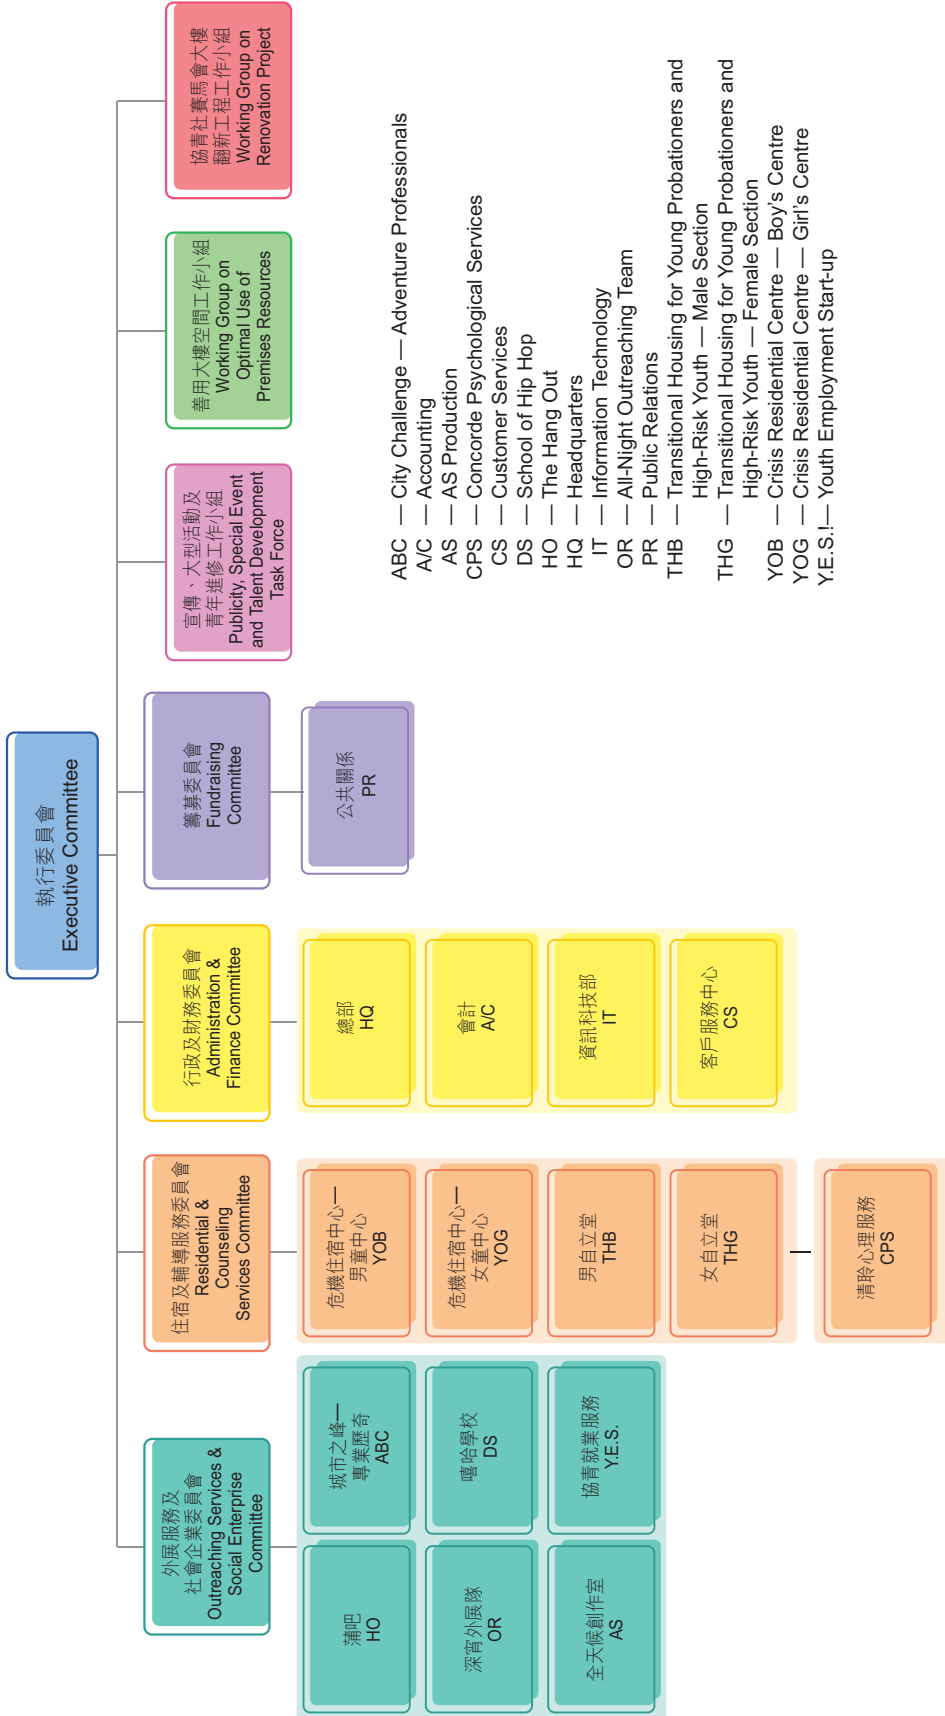 執行委員會
Executive Committee
外展服務及
社會企業委員會
Outreaching Services &
Social Enterprise
Committee
住宿及輔導服務委員會
Residential &
Counseling
Services Committee
行政及財務委員會
Administration &
Finance Committee
籌募委員會
Fundraising
Committee
宣傳、大型活動及
青年進修工作小組
Publicity, Special Event
and Talent Development
Task Force
善用大樓空間工作小組
Working Group on
Optimal Use of
Premises Resources
協青社賽馬會大樓
翻新工程工作小組
Working Group on
Renovation Project
蒲吧
HO
城市之峰—
專業歷奇
ABC
深宵外展隊
OR
嘻哈學校
DS
全天候創作室
AS
協青就業服務
Y.E.S.
危機住宿中心—
男童中心
YOB
危機住宿中心—
女童中心
YOG
男自立堂
THB
女自立堂
THG
清聆心理服務
CPS
總部
HQ
會計
A/C
資訊科技部
IT
客戶服務中心
CS
公共關係
PR
ABC — City Challenge — Adventure Professionals
A/C — Accounting
AS — AS Production
CPS — Concorde Psychological Services
CS — Customer Services
DS — School of Hip Hop
HO — The Hang Out
HQ — Headquarters
IT — Information Technology
OR — All-Night Outreaching Team
PR — Public Relations
THB — Transitional Housing for Young Probationers and
High-Risk Youth — Male Section
THG — Transitional Housing for Young Probationers and
High-Risk Youth — Female Section
YOB — Crisis Residential Centre — Boy's Centre
YOG — Crisis Residential Centre — Girl's Centre
Y.E.S.!— Youth Employment Start-up